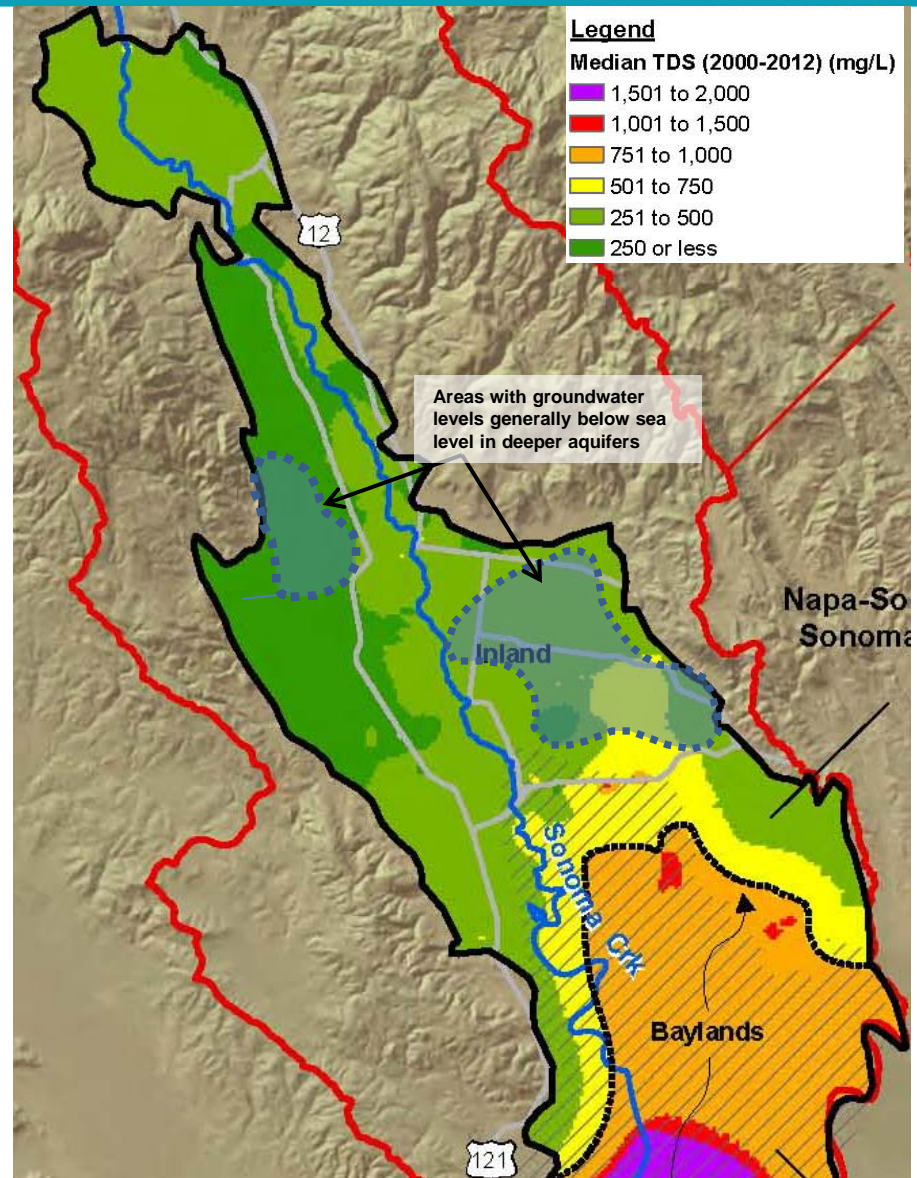 Legend
Median TDS (2000-2012) (mg/L)
1,501 to 2,000
1,001 to 1,500
751 to 1,000
501 to 750
251 to 500
250 or less
12
Areas with groundwater
levels generally below sea
level in deeper aquifers
Napa-So
Sonoma
Inland
Sonoma Crk
Baylands
121